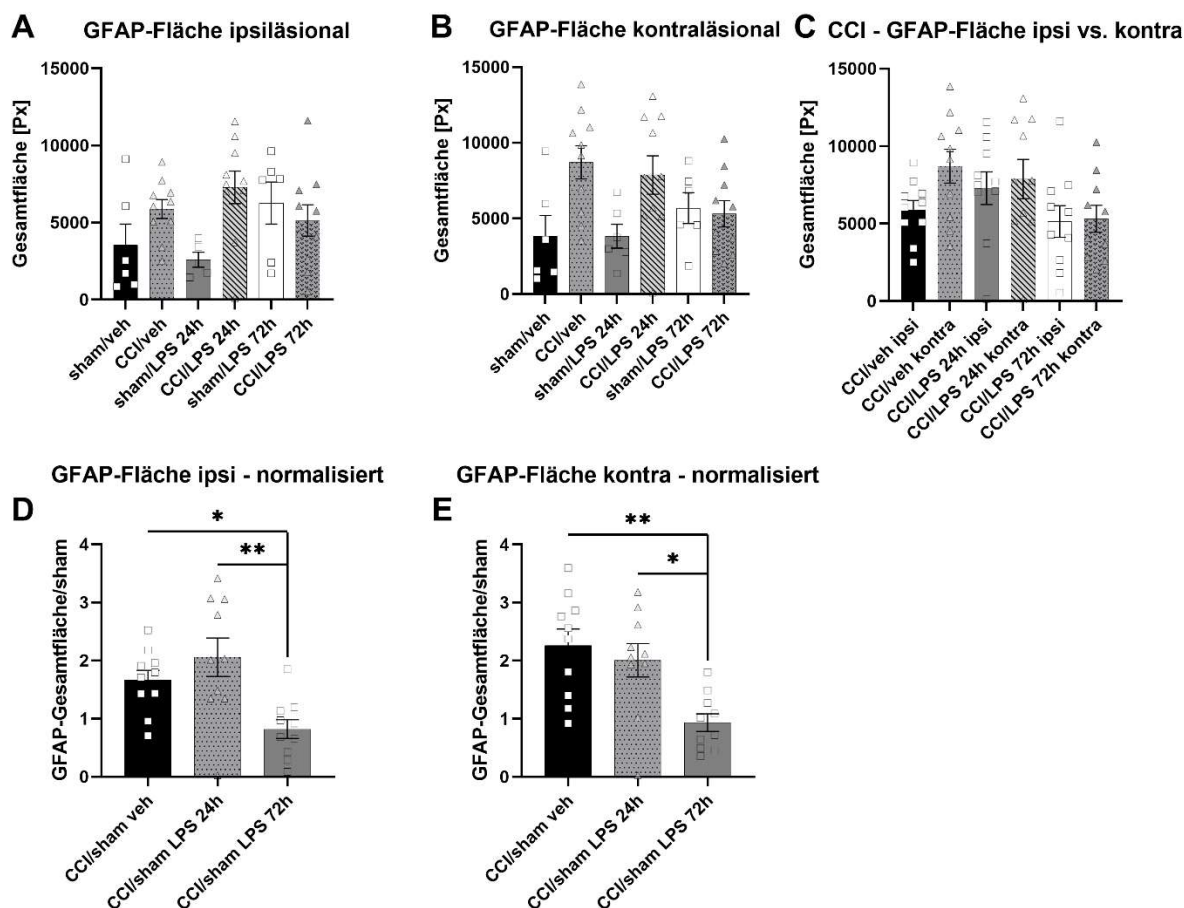 A GFAP-Fläche ipsiläsional
Gesamtfläche [Px]
15000
10000
5000
0
sham/veh
CCI/veh
sham/LPS 24h
CCI/LPS 24h
sham/LPS 72h
CCI/LPS 72h
B GFAP-Fläche kontraläsional
Gesamtfläche [Px]
15000
10000
5000
0
sham/veh
CCI/veh
sham/LPS 24h
CCI/LPS 24h
sham/LPS 72h
CCI/LPS 72h
C CCI - GFAP-Fläche ipsi vs. kontra
Gesamtfläche [Px]
15000
10000
5000
0
CCI/veh ipsi
CCI/veh kontra
CCI/LPS 24h ipsi
CCI/LPS 24h kontra
CCI/LPS 72h ipsi
CCI/LPS 72h kontra
GFAP-Fläche ipsi - normalisiert
D
GFAP-Gesamtfläche/sham
4
3
2
1
0
*
**
CCI/sham veh
CCI/sham LPS 24h
CCI/sham LPS 72h
GFAP-Fläche kontra - normalisiert
E
GFAP-Gesamtfläche/sham
4
3
2
1
0
**
*
CCI/sham veh
CCI/sham LPS 24h
CCI/sham LPS 72h